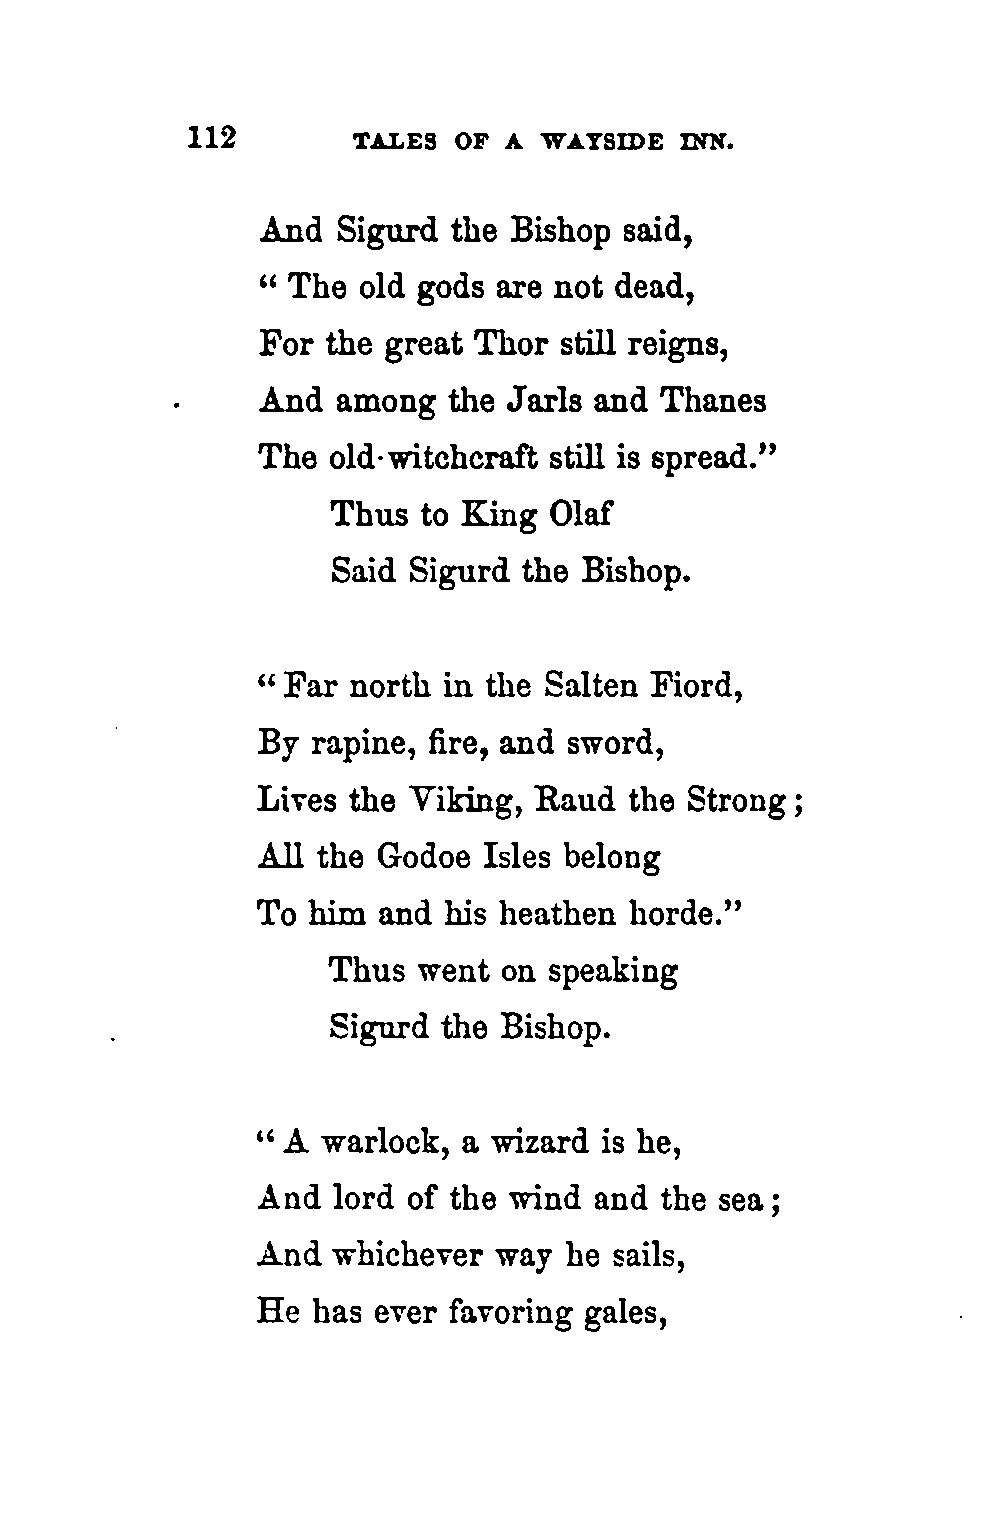 112 TALES OF A WAYSIDE INN.
And Sigurd the Bishop said,
“ The old gods are not dead,
For the great Thor still reigns,
And among the Jarls and Thanes
The old witchcraft still is spread.”
Thus to King Olaf
Said Sigurd the Bishop.
“ Far north in the Salten Fiord,
By rapine, fire, and sword,
Lives the Viking, Raud the Strong ;
All the Godoe Isles belong
To him and his heathen horde.”
Thus went on speaking
Sigurd the Bishop.
“ A warlock, a wizard is he,
And lord of the wind and the sea ;
And whichever way he sails,
He has ever favoring gales,